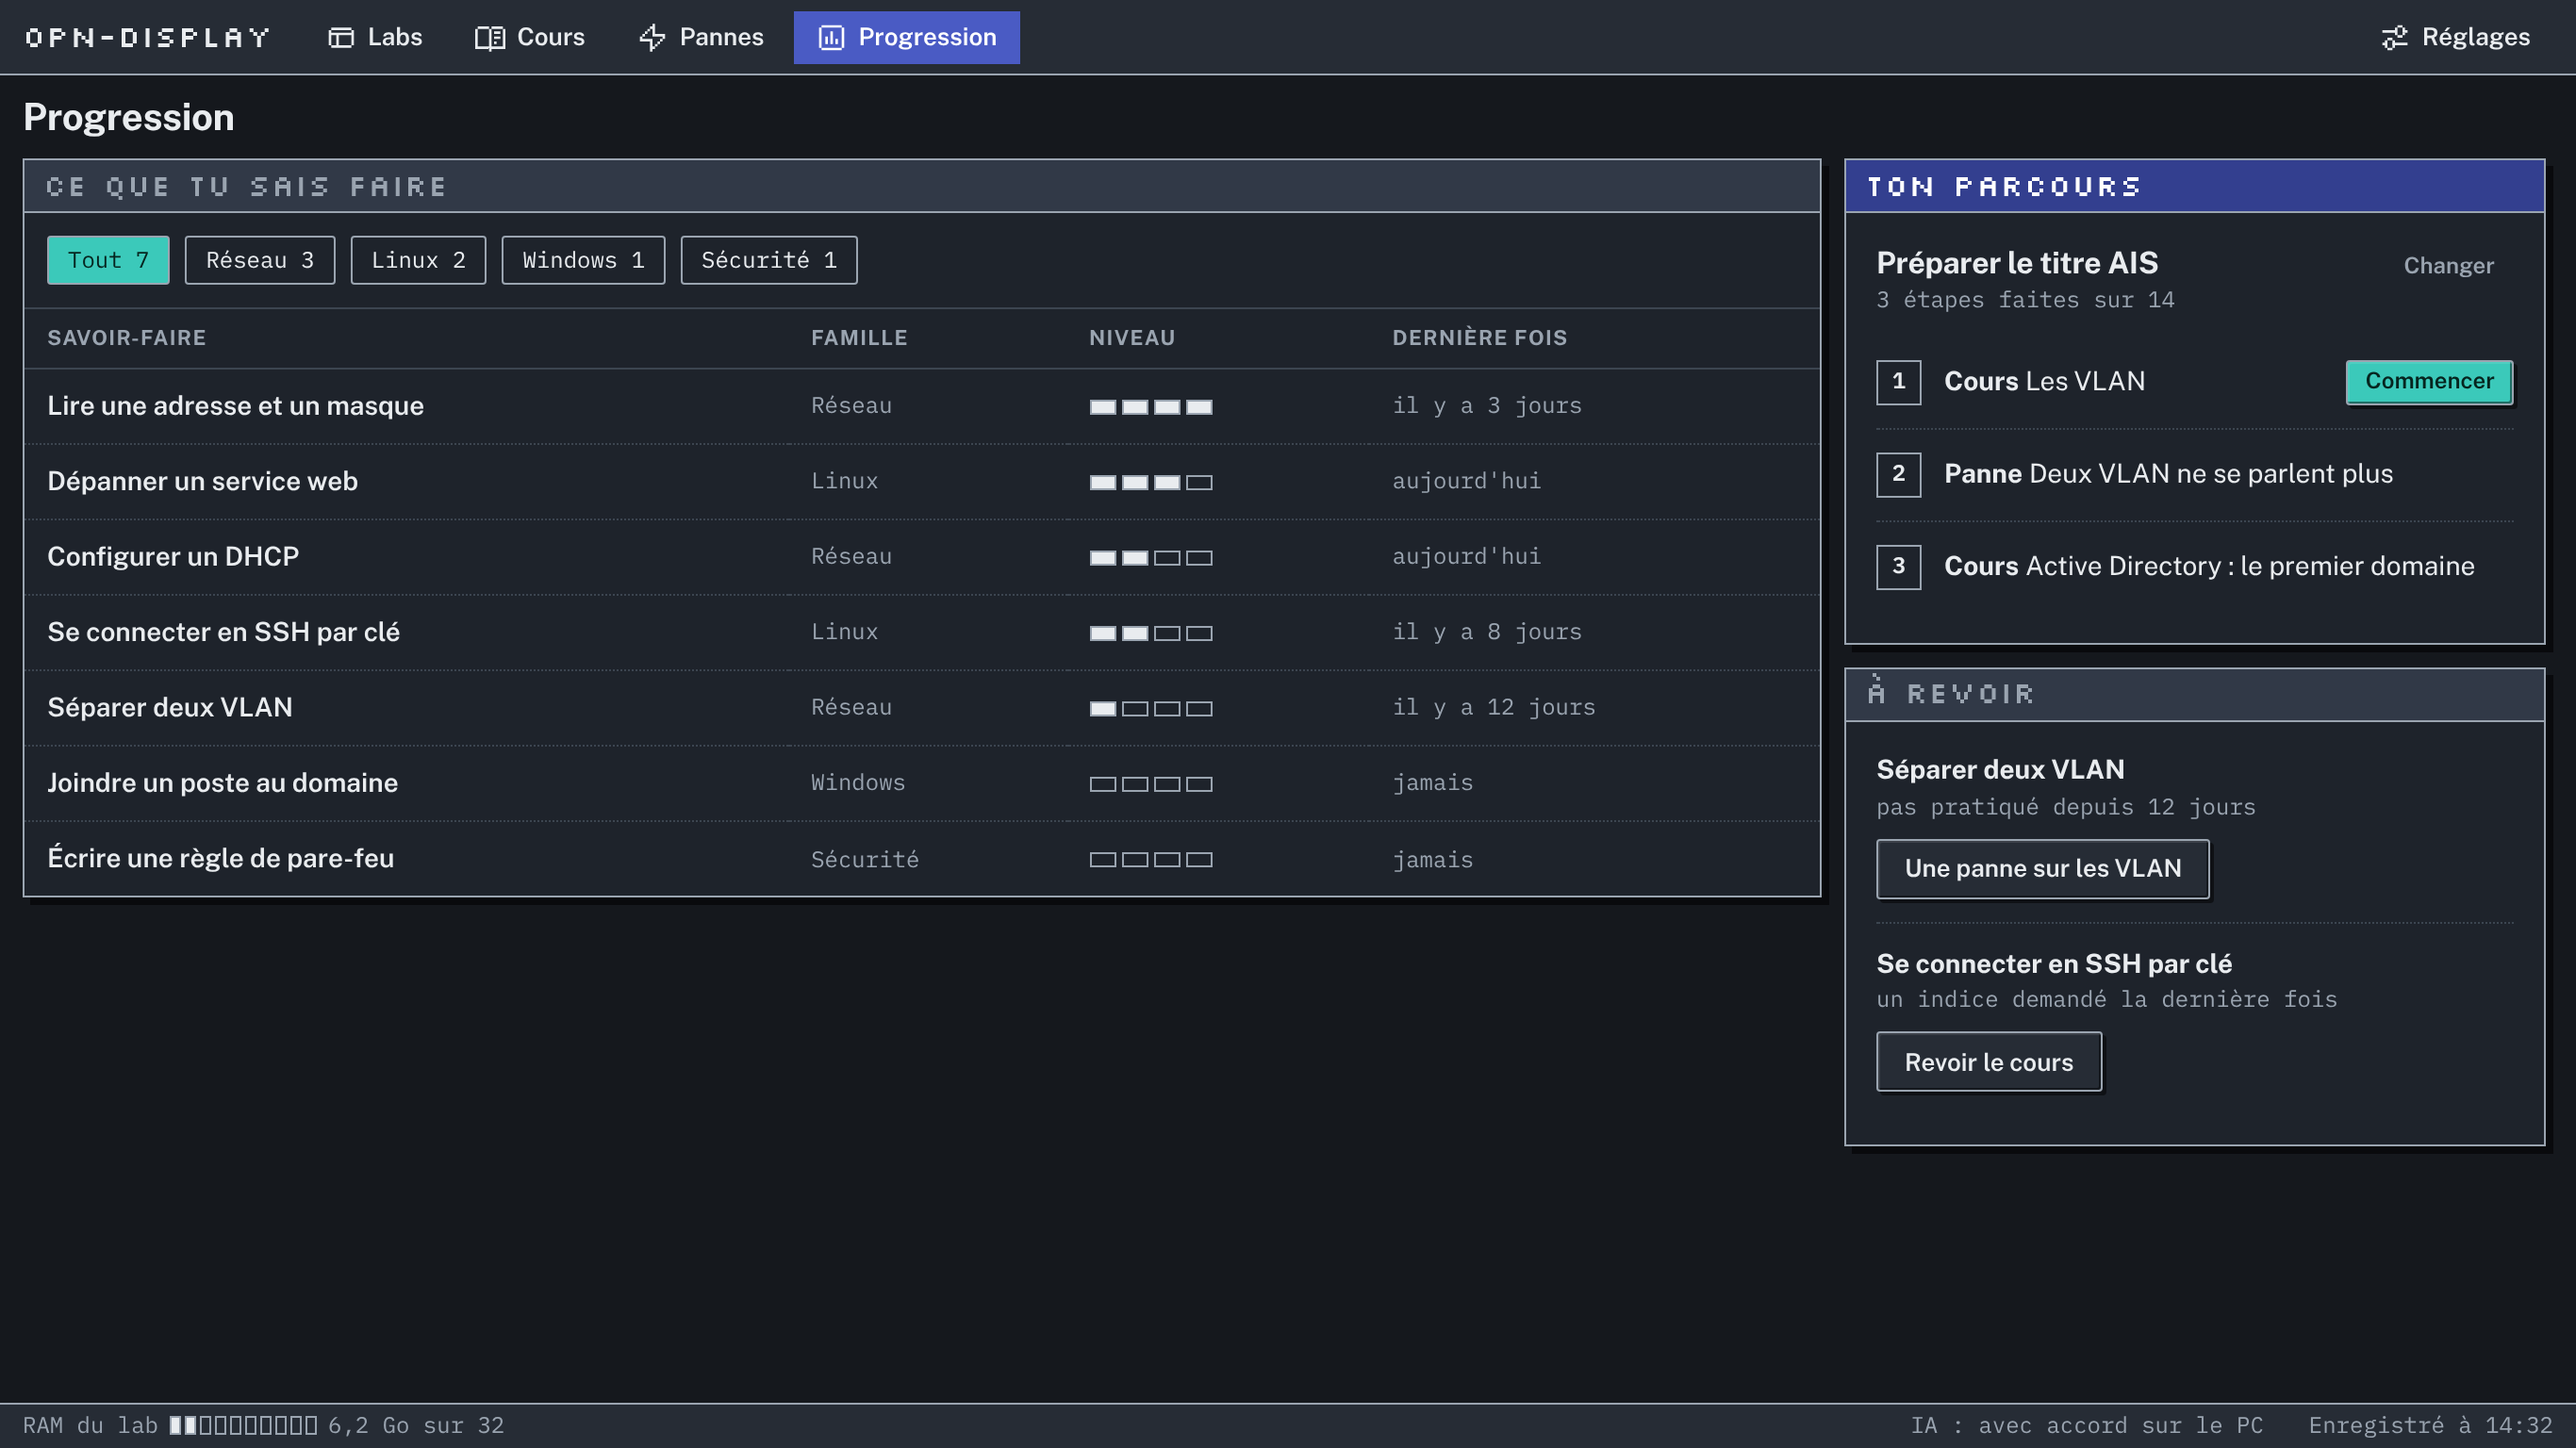 OPN-DISPLAY Labs Cours Pannes Progression Réglages
Progression
CE QUE TU SAIS FAIRE
Tout 7 Réseau 3 Linux 2 Windows 1 Sécurité 1
SAVOIR-FAIRE FAMILLE NIVEAU DERNIÈRE FOIS
Lire une adresse et un masque Réseau il y a 3 jours
Dépanner un service web Linux aujourd'hui
Configurer un DHCP Réseau aujourd'hui
Se connecter en SSH par clé Linux il y a 8 jours
Séparer deux VLAN Réseau il y a 12 jours
Joindre un poste au domaine Windows jamais
Écrire une règle de pare-feu Sécurité jamais
TON PARCOURS
Préparer le titre AIS Changer
3 étapes faites sur 14
1 Cours Les VLAN Commencer
2 Panne Deux VLAN ne se parlent plus
3 Cours Active Directory : le premier domaine
À REVOIR
Séparer deux VLAN
pas pratiqué depuis 12 jours
Une panne sur les VLAN
Se connecter en SSH par clé
un indice demandé la dernière fois
Revoir le cours
RAM du lab 6,2 Go sur 32 IA : avec accord sur le PC Enregistré à 14:32